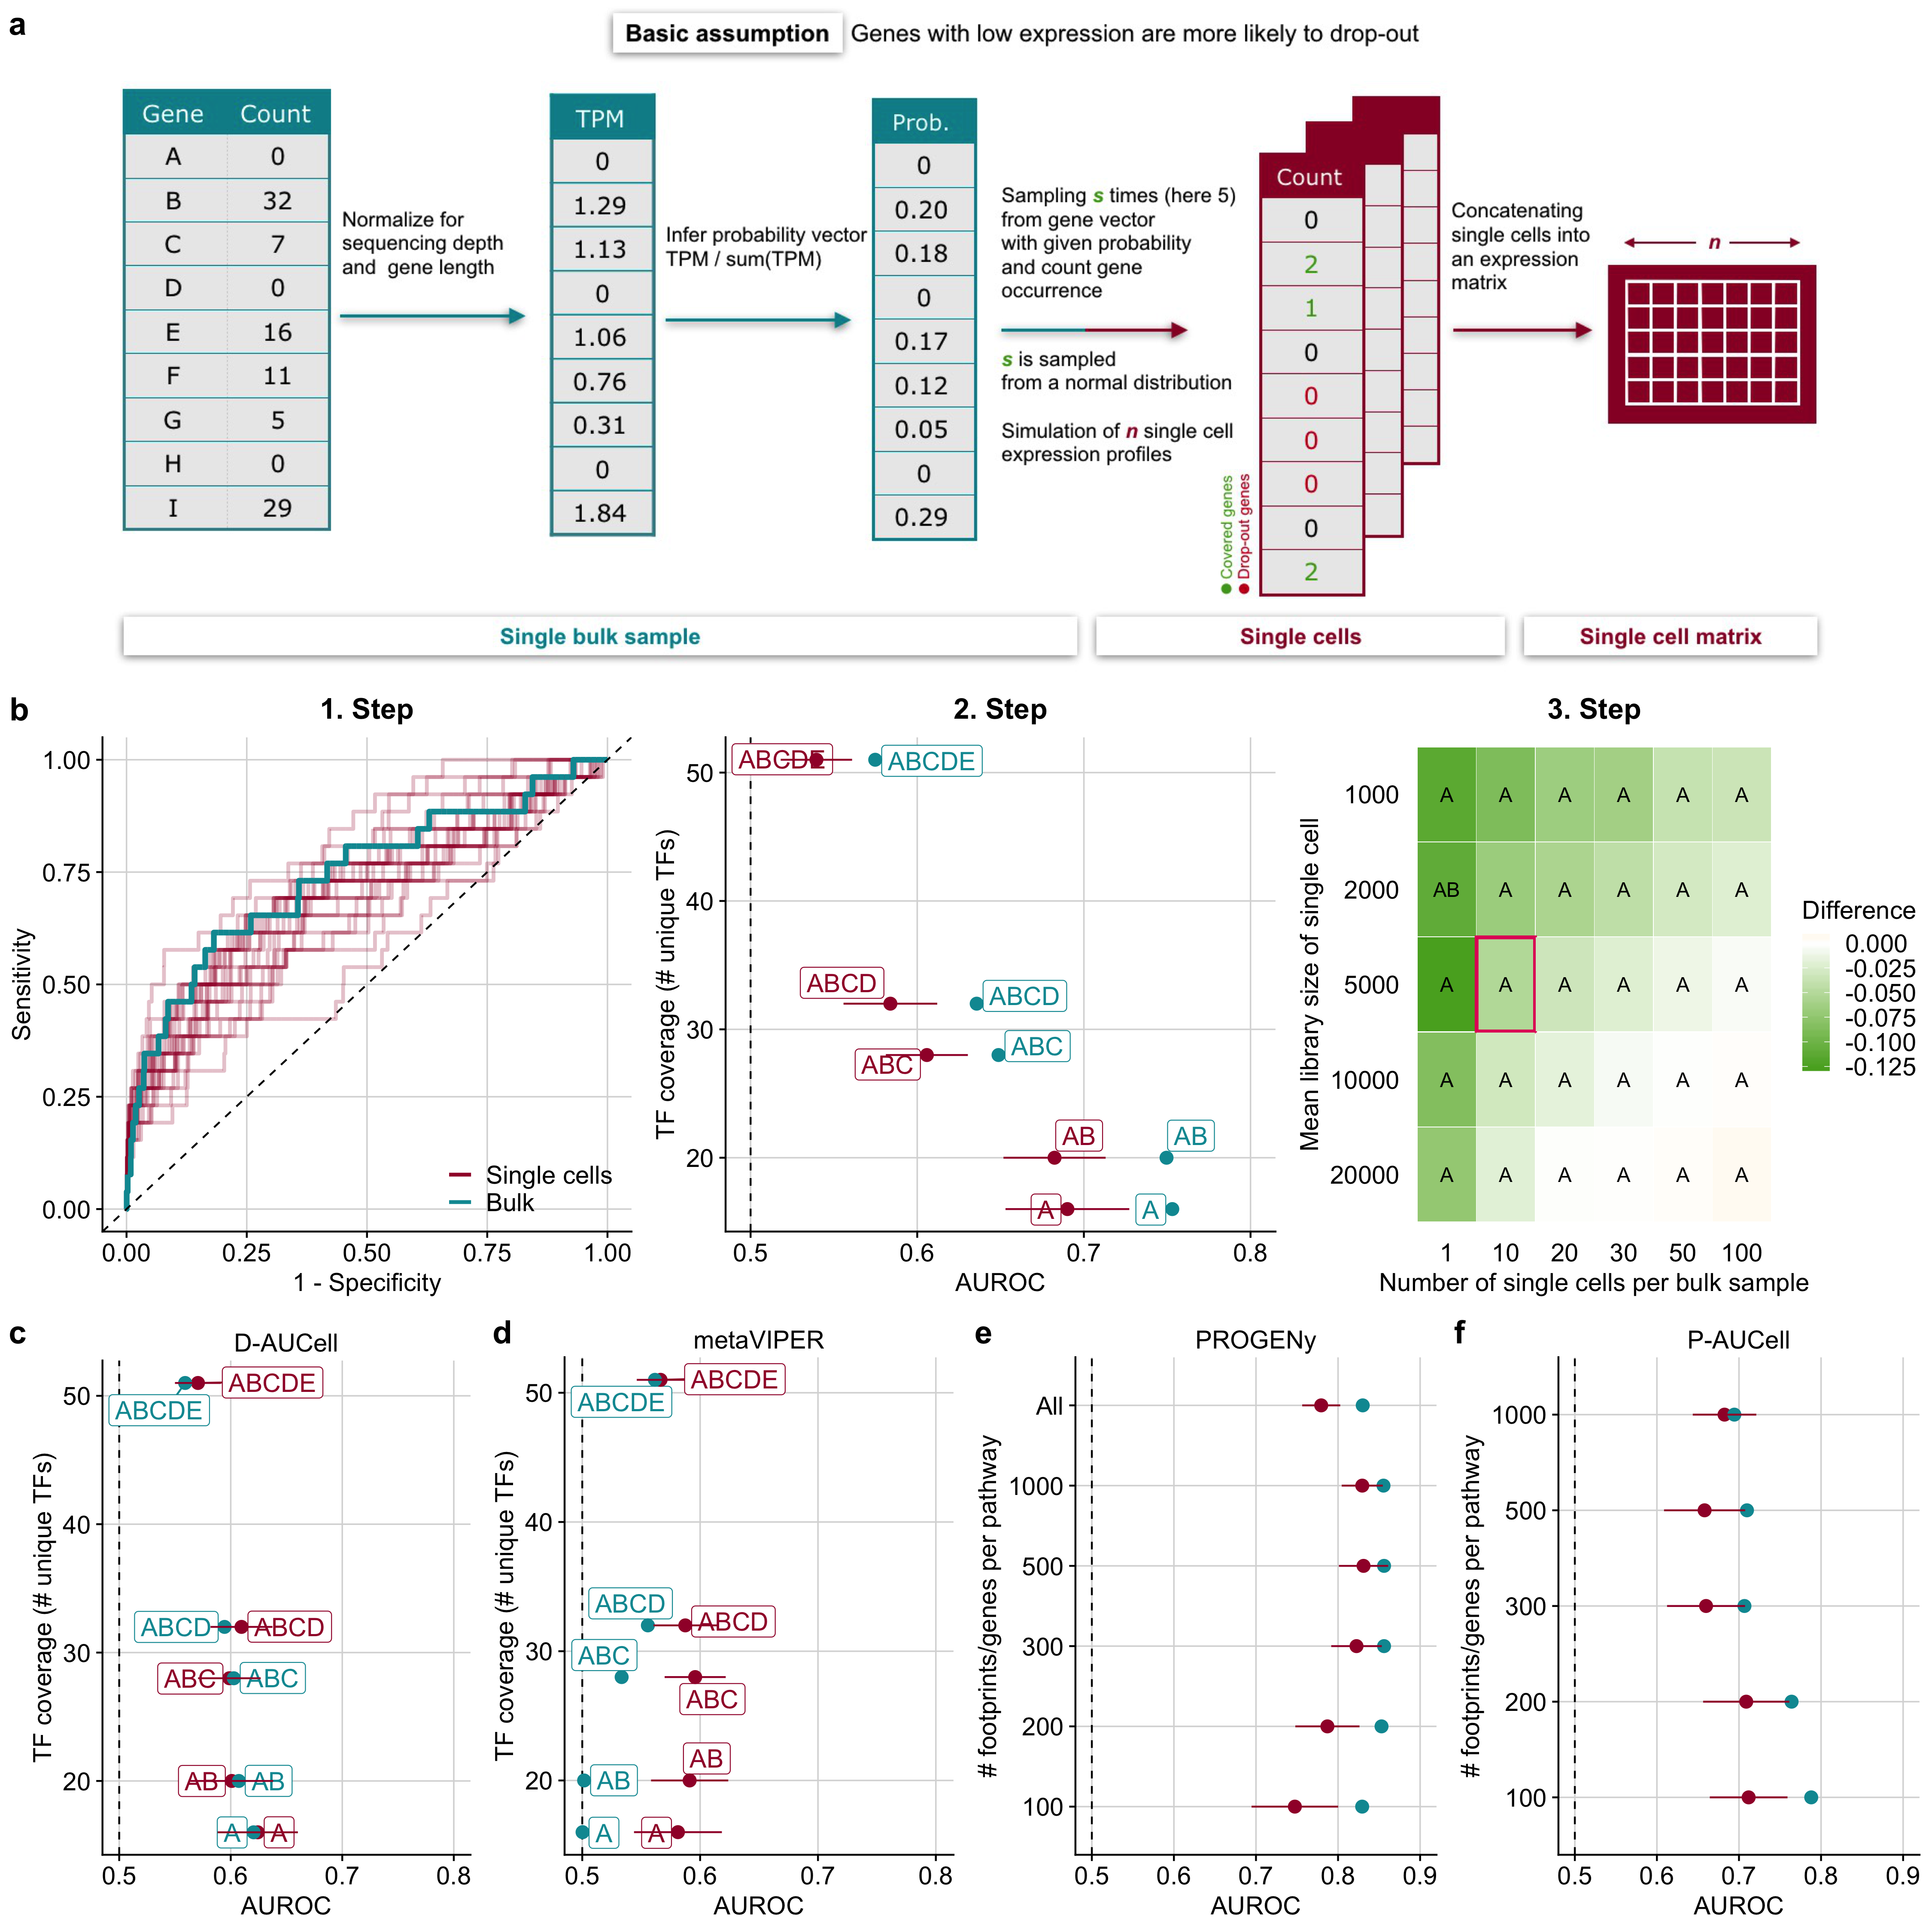 a
Basic assumption Genes with low expression are more likely to drop-out
Gene Count
A 0
B 32
C 7
D 0
E 16
F 11
G 5
H 0
I 29
Normalize for
sequencing depth
and gene length
TPM
0
1.29
1.13
0
1.06
0.76
0.31
0
1.84
Infer probability vector
TPM / sum(TPM)
Prob.
0
0.20
0.18
0
0.17
0.12
0.05
0
0.29
Sampling s times (here 5)
from gene vector
with given probability
and count gene
occurrence
s is sampled
from a normal distribution
Simulation of n single cell
expression profiles
Covered genes
Drop-out genes
Count
0
2
1
0
0
0
0
0
2
Concatenating
single cells into
an expression
matrix
n
Single bulk sample
Single cells
Single cell matrix
b
1. Step
Sensitivity
1.00
0.75
0.50
0.25
0.00
Single cells
Bulk
0.00 0.25 0.50 0.75 1.00
1 - Specificity
2. Step
TF coverage (# unique TFs)
50
40
30
20
ABCDE ABCDE
ABCD ABCD
ABC ABC
AB AB
A A
0.5 0.6 0.7 0.8
AUROC
3. Step
Mean library size of single cell
1000 A A A A A A
2000 AB A A A A A
5000 A A A A A A
10000 A A A A A A
20000 A A A A A A
1 10 20 30 50 100
Number of single cells per bulk sample
Difference
0.000
-0.025
-0.050
-0.075
-0.100
-0.125
c
D-AUCell
TF coverage (# unique TFs)
50
40
30
20
ABCDE
ABCDE
ABCD ABCD
ABC ABC
AB AB
A A
0.5 0.6 0.7 0.8
AUROC
d
metaVIPER
TF coverage (# unique TFs)
50
40
30
20
ABCDE
ABCDE
ABCD
ABCD
ABC
ABC
AB
AB
A A
0.5 0.6 0.7 0.8
AUROC
e
PROGENy
# footprints/genes per pathway
All
1000
500
300
200
100
0.5 0.6 0.7 0.8 0.9
AUROC
f
P-AUCell
# footprints/genes per pathway
1000
500
300
200
100
0.5 0.6 0.7 0.8 0.9
AUROC